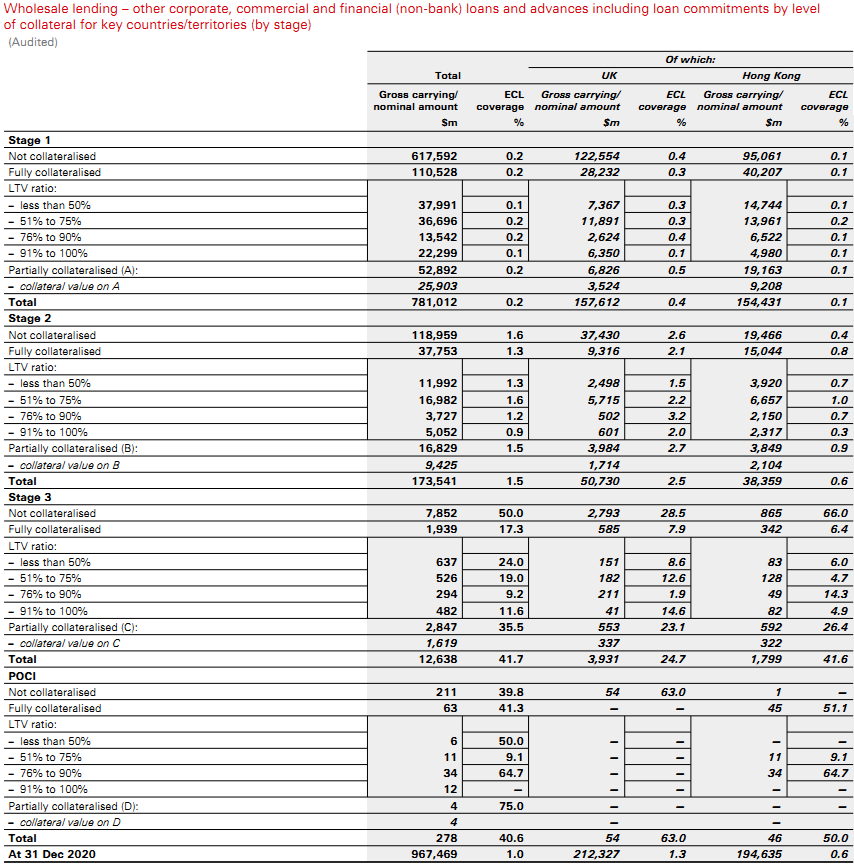 Wholesale lending – other corporate, commercial and financial (non-bank) loans and advances including loan commitments by level
of collateral for key countries/territories (by stage)
(Audited)
Of which:
Total UK Hong Kong
Gross carrying/ ECL Gross carrying/ ECL Gross carrying/ ECL
nominal amount coverage nominal amount coverage nominal amount coverage
$m % $m % $m %
Stage 1
Not collateralised 617,592 0.2 122,554 0.4 95,061 0.1
Fully collateralised 110,528 0.2 28,232 0.3 40,207 0.1
LTV ratio:
– less than 50% 37,991 0.1 7,367 0.3 14,744 0.1
– 51% to 75% 36,696 0.2 11,891 0.3 13,961 0.2
– 76% to 90% 13,542 0.2 2,624 0.4 6,522 0.1
– 91% to 100% 22,299 0.1 6,350 0.1 4,980 0.1
Partially collateralised (A): 52,892 0.2 6,826 0.5 19,163 0.1
– collateral value on A 25,903 3,524 9,208
Total 781,012 0.2 157,612 0.4 154,431 0.1
Stage 2
Not collateralised 118,959 1.6 37,430 2.6 19,466 0.4
Fully collateralised 37,753 1.3 9,316 2.1 15,044 0.8
LTV ratio:
– less than 50% 11,992 1.3 2,498 1.5 3,920 0.7
– 51% to 75% 16,982 1.6 5,715 2.2 6,657 1.0
– 76% to 90% 3,727 1.2 502 3.2 2,150 0.7
– 91% to 100% 5,052 0.9 601 2.0 2,317 0.3
Partially collateralised (B): 16,829 1.5 3,984 2.7 3,849 0.9
– collateral value on B 9,425 1,714 2,104
Total 173,541 1.5 50,730 2.5 38,359 0.6
Stage 3
Not collateralised 7,852 50.0 2,793 28.5 865 66.0
Fully collateralised 1,939 17.3 585 7.9 342 6.4
LTV ratio:
– less than 50% 637 24.0 151 8.6 83 6.0
– 51% to 75% 526 19.0 182 12.6 128 4.7
– 76% to 90% 294 9.2 211 1.9 49 14.3
– 91% to 100% 482 11.6 41 14.6 82 4.9
Partially collateralised (C): 2,847 35.5 553 23.1 592 26.4
– collateral value on C 1,619 337 322
Total 12,638 41.7 3,931 24.7 1,799 41.6
POCI
Not collateralised 211 39.8 54 63.0 1 –
Fully collateralised 63 41.3 – – 45 51.1
LTV ratio:
– less than 50% 6 50.0 – – – –
– 51% to 75% 11 9.1 – – 11 9.1
– 76% to 90% 34 64.7 – – 34 64.7
– 91% to 100% 12 – – – – –
Partially collateralised (D): 4 75.0 – – – –
– collateral value on D 4 – –
Total 278 40.6 54 63.0 46 50.0
At 31 Dec 2020 967,469 1.0 212,327 1.3 194,635 0.6